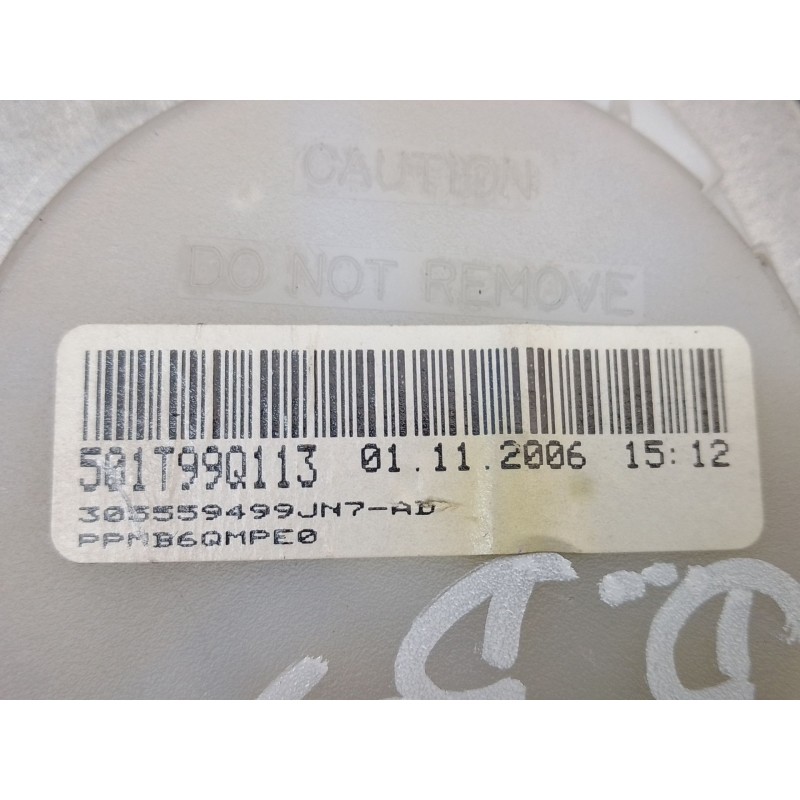 CAUTION
DO NOT REMOVE
501T99Q113 01.11.2006 15:12
305559499JN7-AD
PPMB6QMPE0